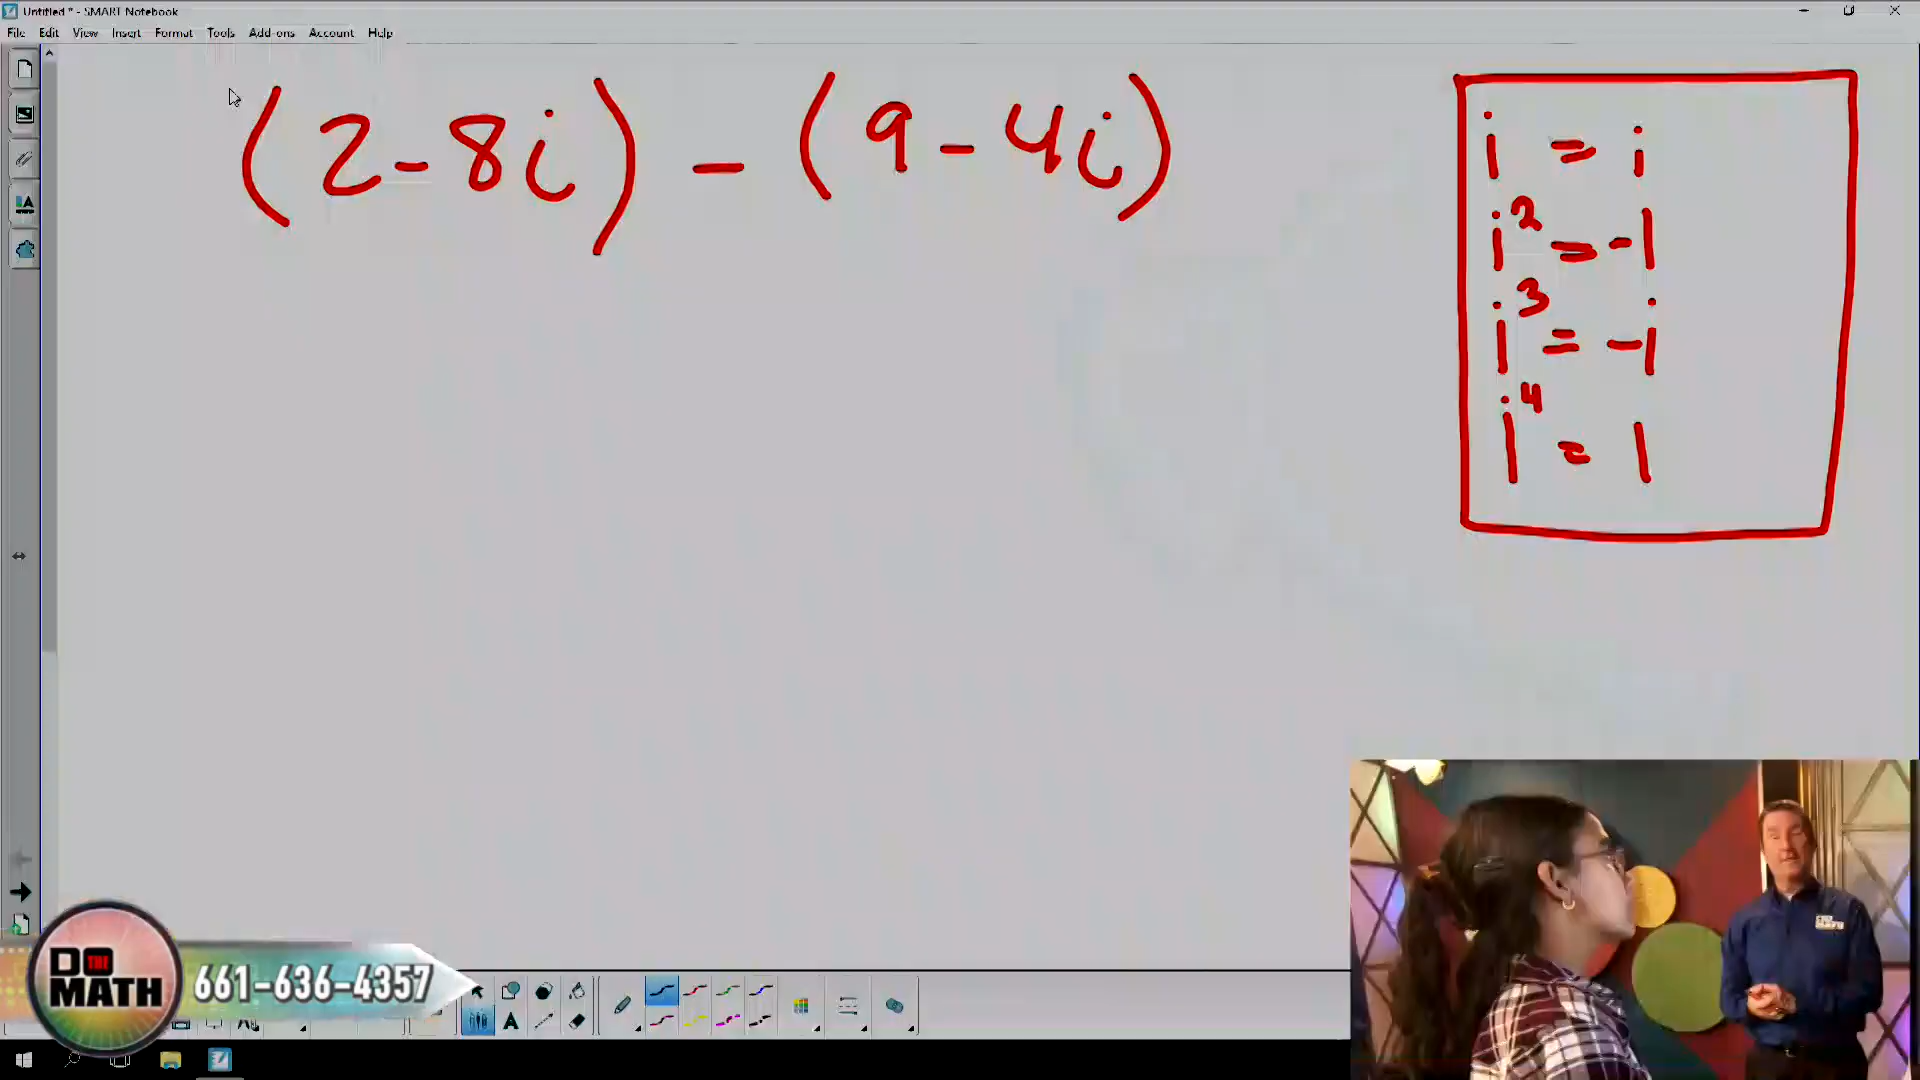 Untitled * - SMART Notebook
File Edit View Insert Format Tools Add-ons Account Help
(2-8i) - (9-4i)
i = i
i² = -1
i³ = -i
i⁴ = 1
DO THE MATH
661-636-4357